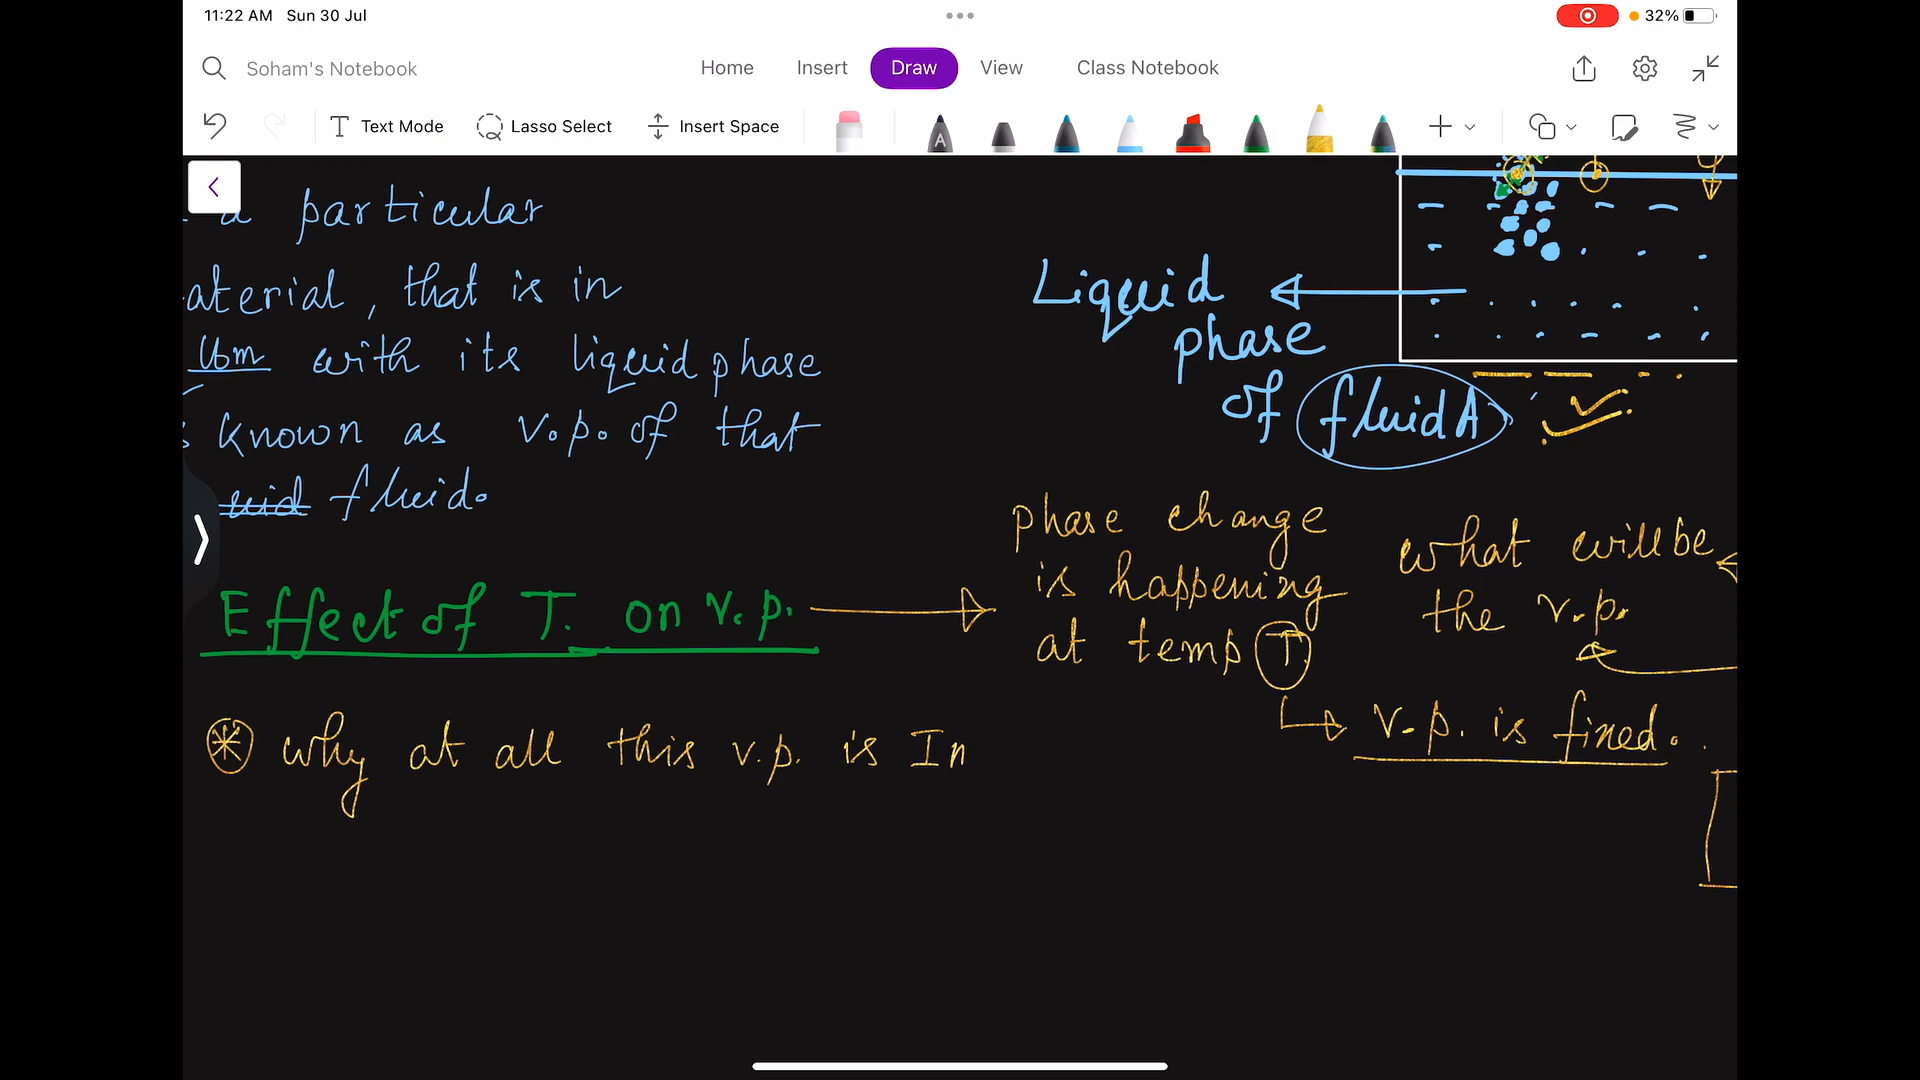 11:22 AM Sun 30 Jul
32%
Soham's Notebook
Home Insert Draw View Class Notebook
Text Mode Lasso Select Insert Space
A
a particular
aterial, that is in
with its liquid phase
known as v.p. of that
fluid.
Liquid
phase
of fluid A
Effect of T. on v.p.
phase change
is happening
at temp T
what will be
the v.p.
v.p. is fixed.
why at all this v.p. is In